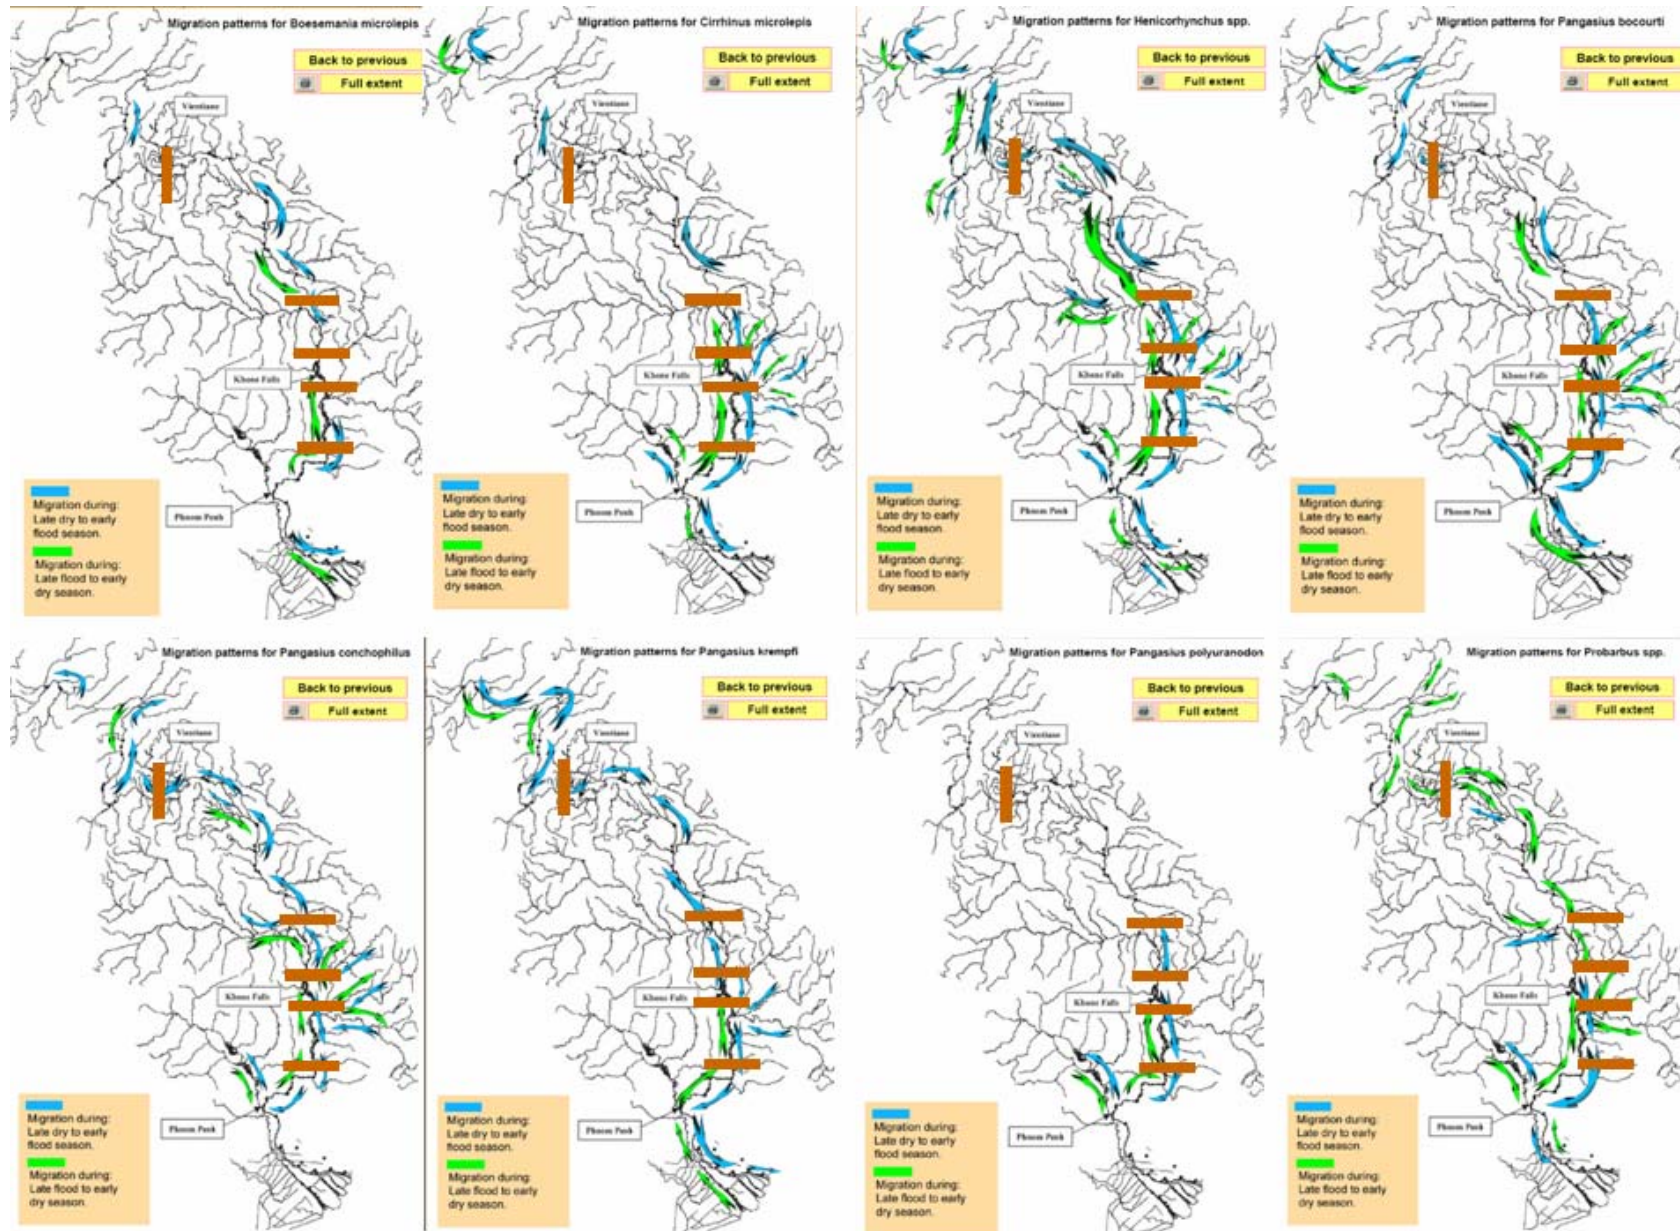 Migration patterns for Boesemania microlepis
Back to previous
Full extent
Vientiane
Khone Falls
Phnom Penh
Migration during:
Late dry to early
flood season.
Migration during:
Late flood to early
dry season.
Migration patterns for Cirrhinus microlepis
Back to previous
Full extent
Vientiane
Khone Falls
Phnom Penh
Migration during:
Late dry to early
flood season.
Migration during:
Late flood to early
dry season.
Migration patterns for Henicorhynchus spp.
Back to previous
Full extent
Vientiane
Khone Falls
Phnom Penh
Migration during:
Late dry to early
flood season.
Migration during:
Late flood to early
dry season.
Migration patterns for Pangasius bocourti
Back to previous
Full extent
Vientiane
Khone Falls
Phnom Penh
Migration during:
Late dry to early
flood season.
Migration during:
Late flood to early
dry season.
Migration patterns for Pangasius conchophilus
Back to previous
Full extent
Vientiane
Khone Falls
Phnom Penh
Migration during:
Late dry to early
flood season.
Migration during:
Late flood to early
dry season.
Migration patterns for Pangasius krempfi
Back to previous
Full extent
Vientiane
Khone Falls
Phnom Penh
Migration during:
Late dry to early
flood season.
Migration during:
Late flood to early
dry season.
Migration patterns for Pangasius polyuranodon
Back to previous
Full extent
Vientiane
Khone Falls
Phnom Penh
Migration during:
Late dry to early
flood season.
Migration during:
Late flood to early
dry season.
Migration patterns for Probarbus spp.
Back to previous
Full extent
Vientiane
Khone Falls
Phnom Penh
Migration during:
Late dry to early
flood season.
Migration during:
Late flood to early
dry season.